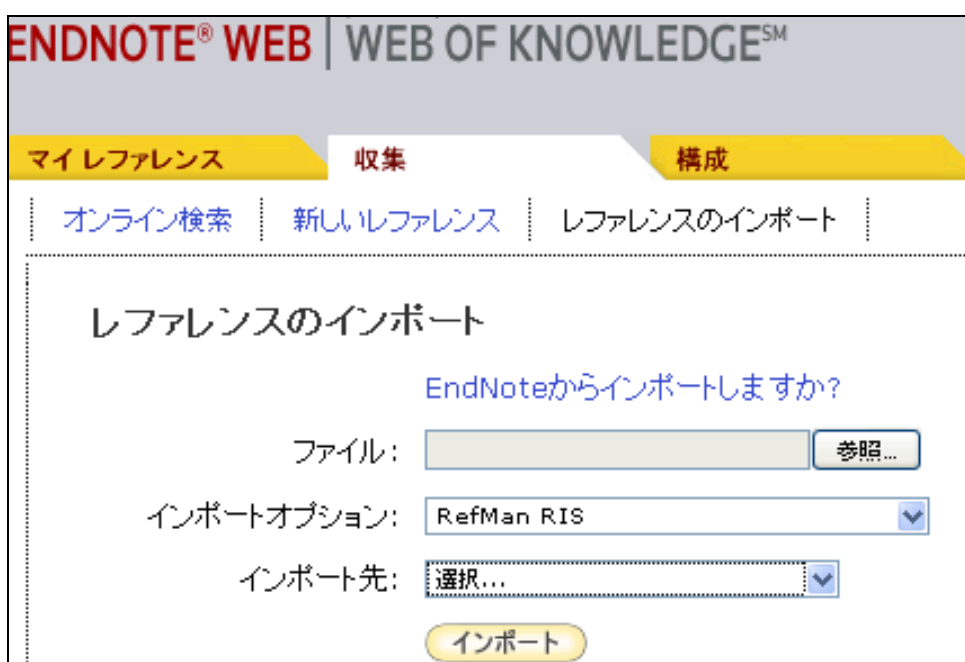 ENDNOTE® WEB | WEB OF KNOWLEDGE℠
マイ レファレンス 収集 構成
オンライン検索 新しいレファレンス レファレンスのインポート
レファレンスのインポート
EndNoteからインポートしますか?
ファイル: 参照...
インポートオプション: RefMan RIS
インポート先: 選択...
インポート